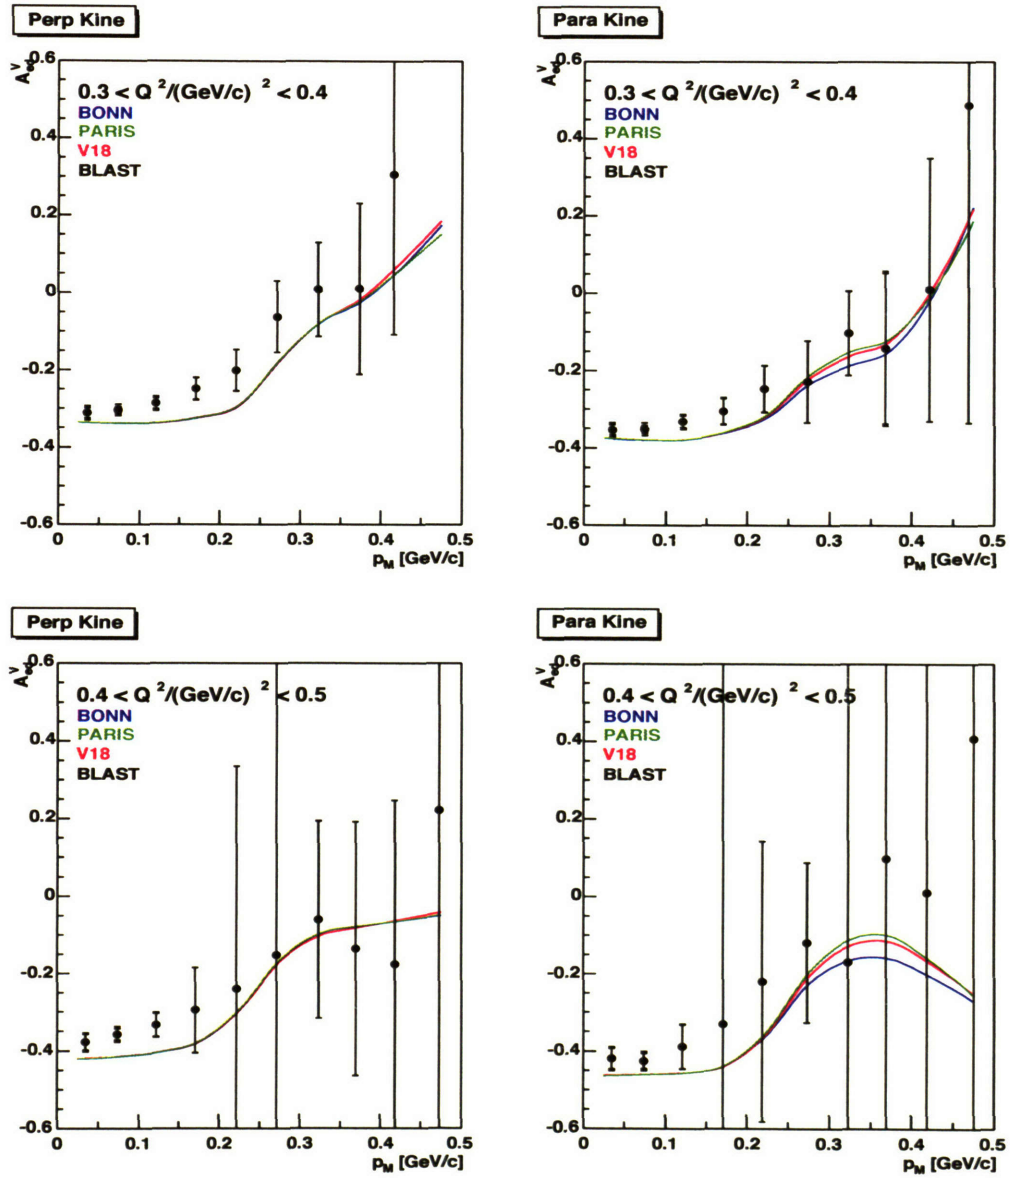 Perp Kine
A^V_ed
0.6
0.4
0.2
0
-0.2
-0.4
-0.6
0.3 < Q ²/(GeV/c) ² < 0.4
BONN
PARIS
V18
BLAST
0 0.1 0.2 0.3 0.4 0.5
p_M [GeV/c]
Para Kine
A^V_ed
0.6
0.4
0.2
0
-0.2
-0.4
-0.6
0.3 < Q ²/(GeV/c) ² < 0.4
BONN
PARIS
V18
BLAST
0 0.1 0.2 0.3 0.4 0.5
p_M [GeV/c]
Perp Kine
A^V_ed
0.6
0.4
0.2
0
-0.2
-0.4
-0.6
0.4 < Q ²/(GeV/c) ² < 0.5
BONN
PARIS
V18
BLAST
0 0.1 0.2 0.3 0.4 0.5
p_M [GeV/c]
Para Kine
A^V_ed
0.6
0.4
0.2
0
-0.2
-0.4
-0.6
0.4 < Q ²/(GeV/c) ² < 0.5
BONN
PARIS
V18
BLAST
0 0.1 0.2 0.3 0.4 0.5
p_M [GeV/c]